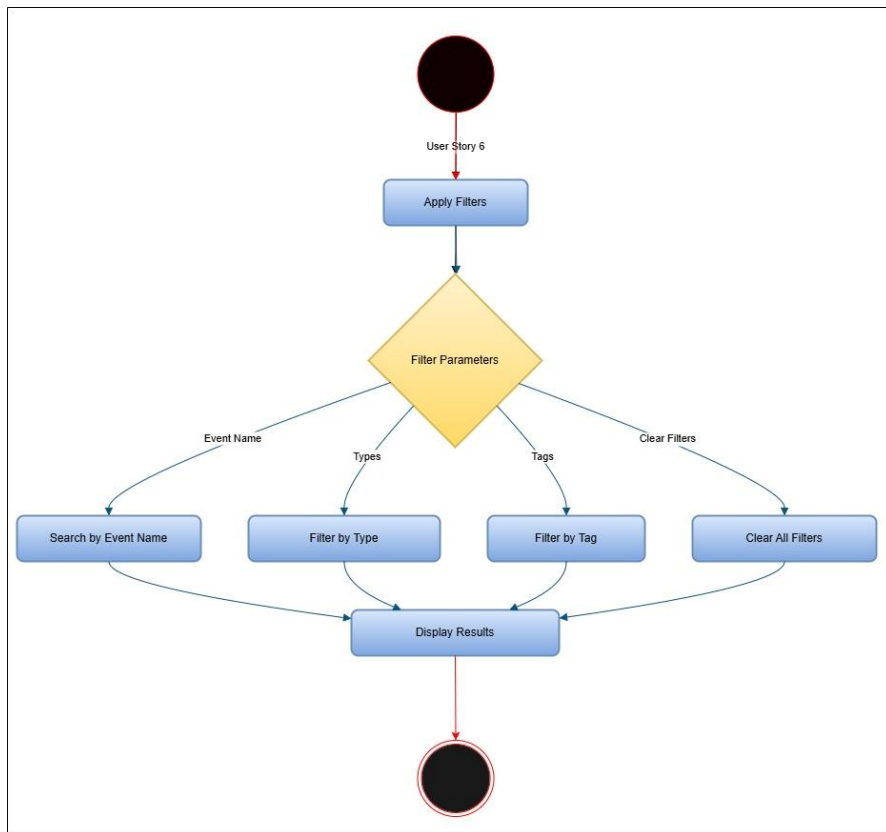 User Story 6
Apply Filters
Filter Parameters
Event Name
Types
Tags
Clear Filters
Search by Event Name
Filter by Type
Filter by Tag
Clear All Filters
Display Results